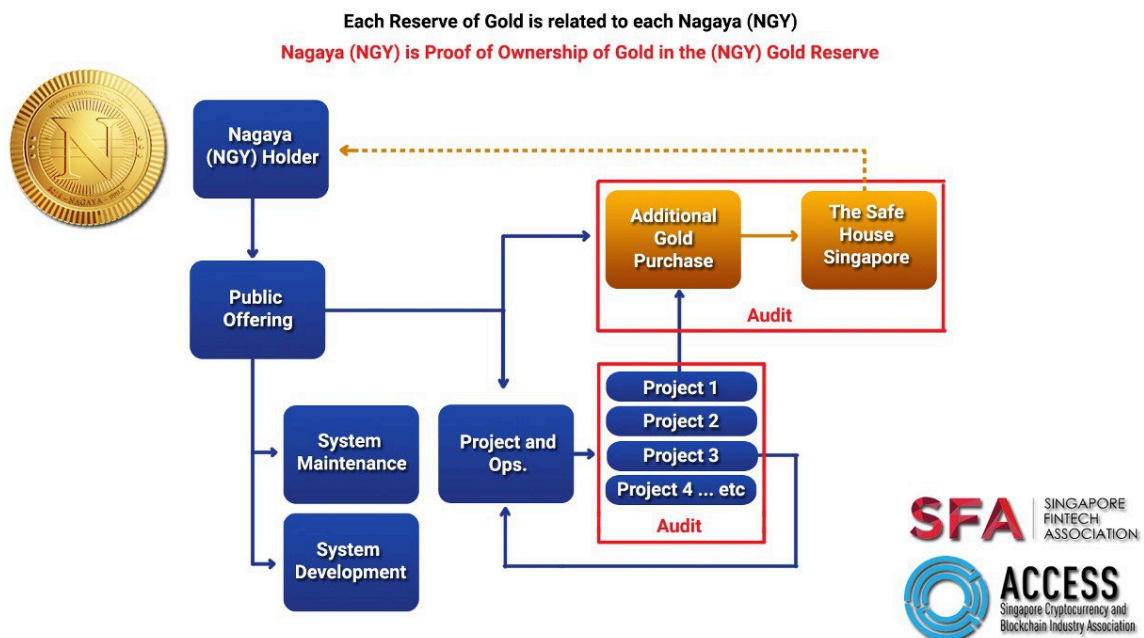 Each Reserve of Gold is related to each Nagaya (NGY)
Nagaya (NGY) is Proof of Ownership of Gold in the (NGY) Gold Reserve
N
NAGAYA
Nagaya
(NGY) Holder
Additional
Gold
Purchase
The Safe
House
Singapore
Audit
Public
Offering
System
Maintenance
System
Development
Project and
Ops.
Project 1
Project 2
Project 3
Project 4 ... etc
Audit
SFA
SINGAPORE
FINTECH
ASSOCIATION
ACCESS
Singapore Cryptocurrency and
Blockchain Industry Association